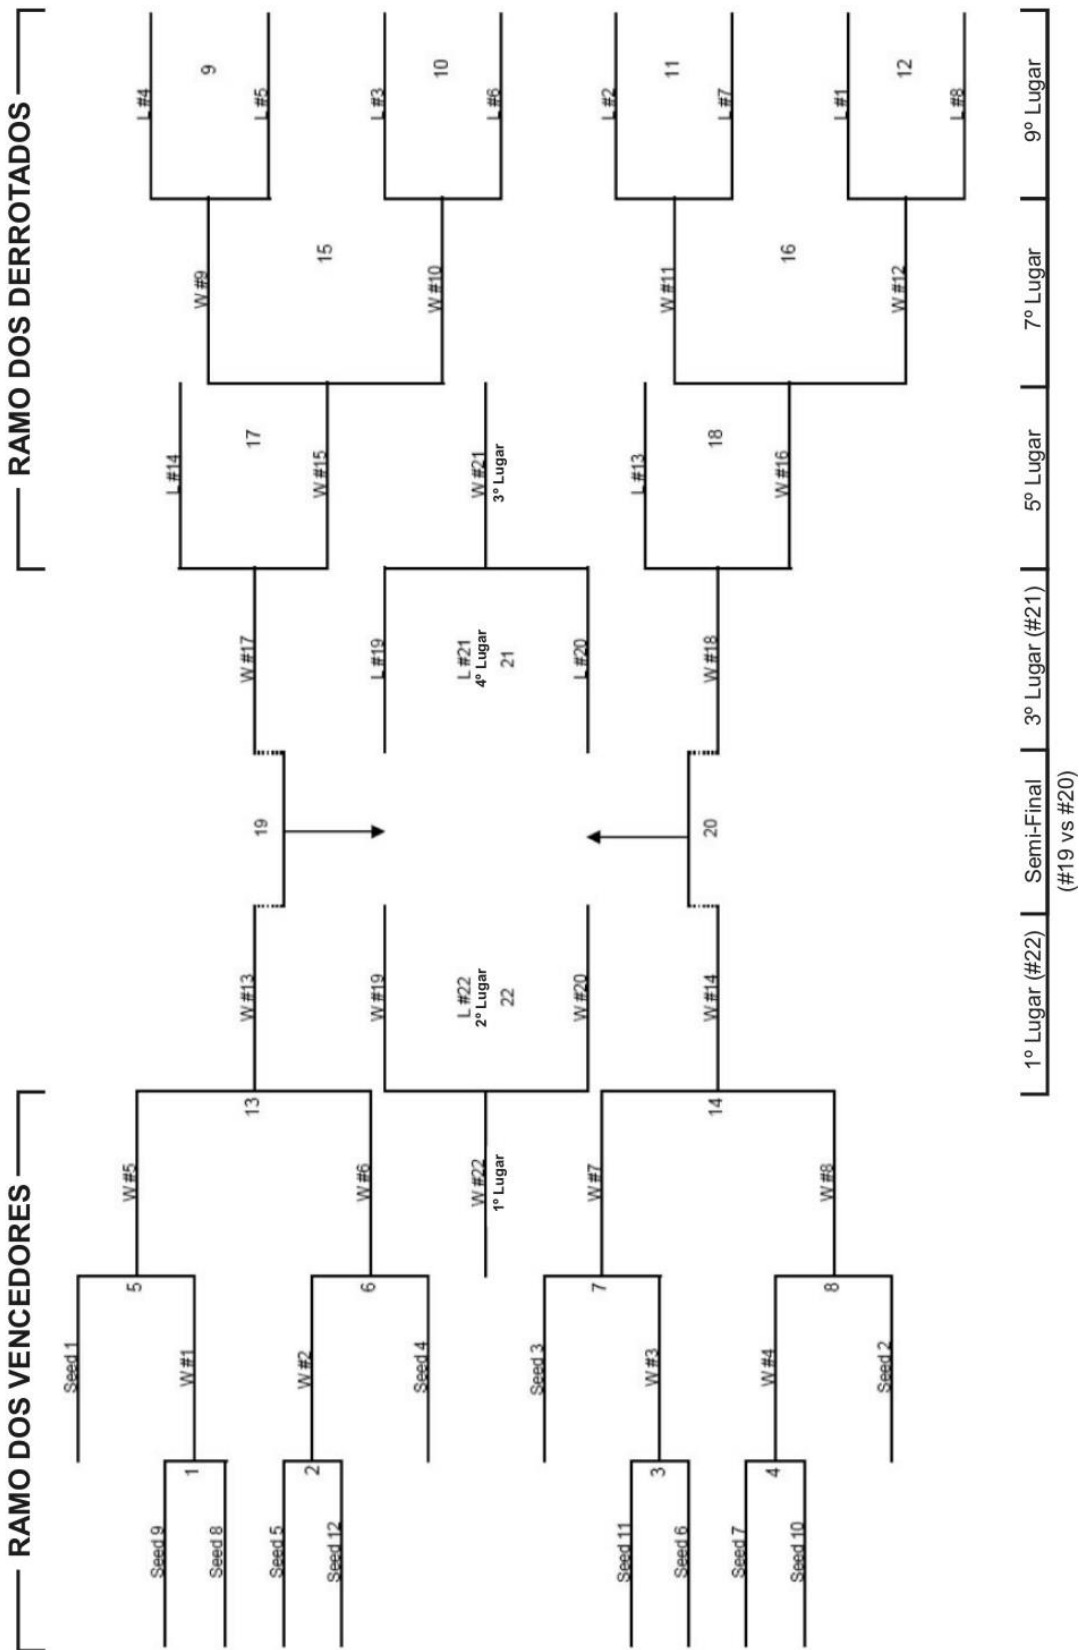 RAMO DOS VENCEDORES
RAMO DOS DERROTADOS
Seed 1
5
W #1
Seed 9
1
Seed 8
W #5
13
W #6
W #2
6
Seed 4
Seed 5
2
Seed 12
W #13
19
W #17
W #19
L #22
2º Lugar
22
W #20
W #22
1º Lugar
L #19
L #21
4º Lugar
21
L #20
W #21
3º Lugar
Seed 3
7
W #3
Seed 11
3
Seed 6
W #7
14
W #8
W #4
8
Seed 2
Seed 7
4
Seed 10
W #14
20
W #18
L #14
17
W #15
W #9
15
W #10
L #4
9
L #5
L #3
10
L #6
L #13
18
W #16
W #11
16
W #12
L #2
11
L #7
L #1
12
L #8
1º Lugar (#22)
Semi-Final
(#19 vs #20)
3º Lugar (#21)
5º Lugar
7º Lugar
9º Lugar